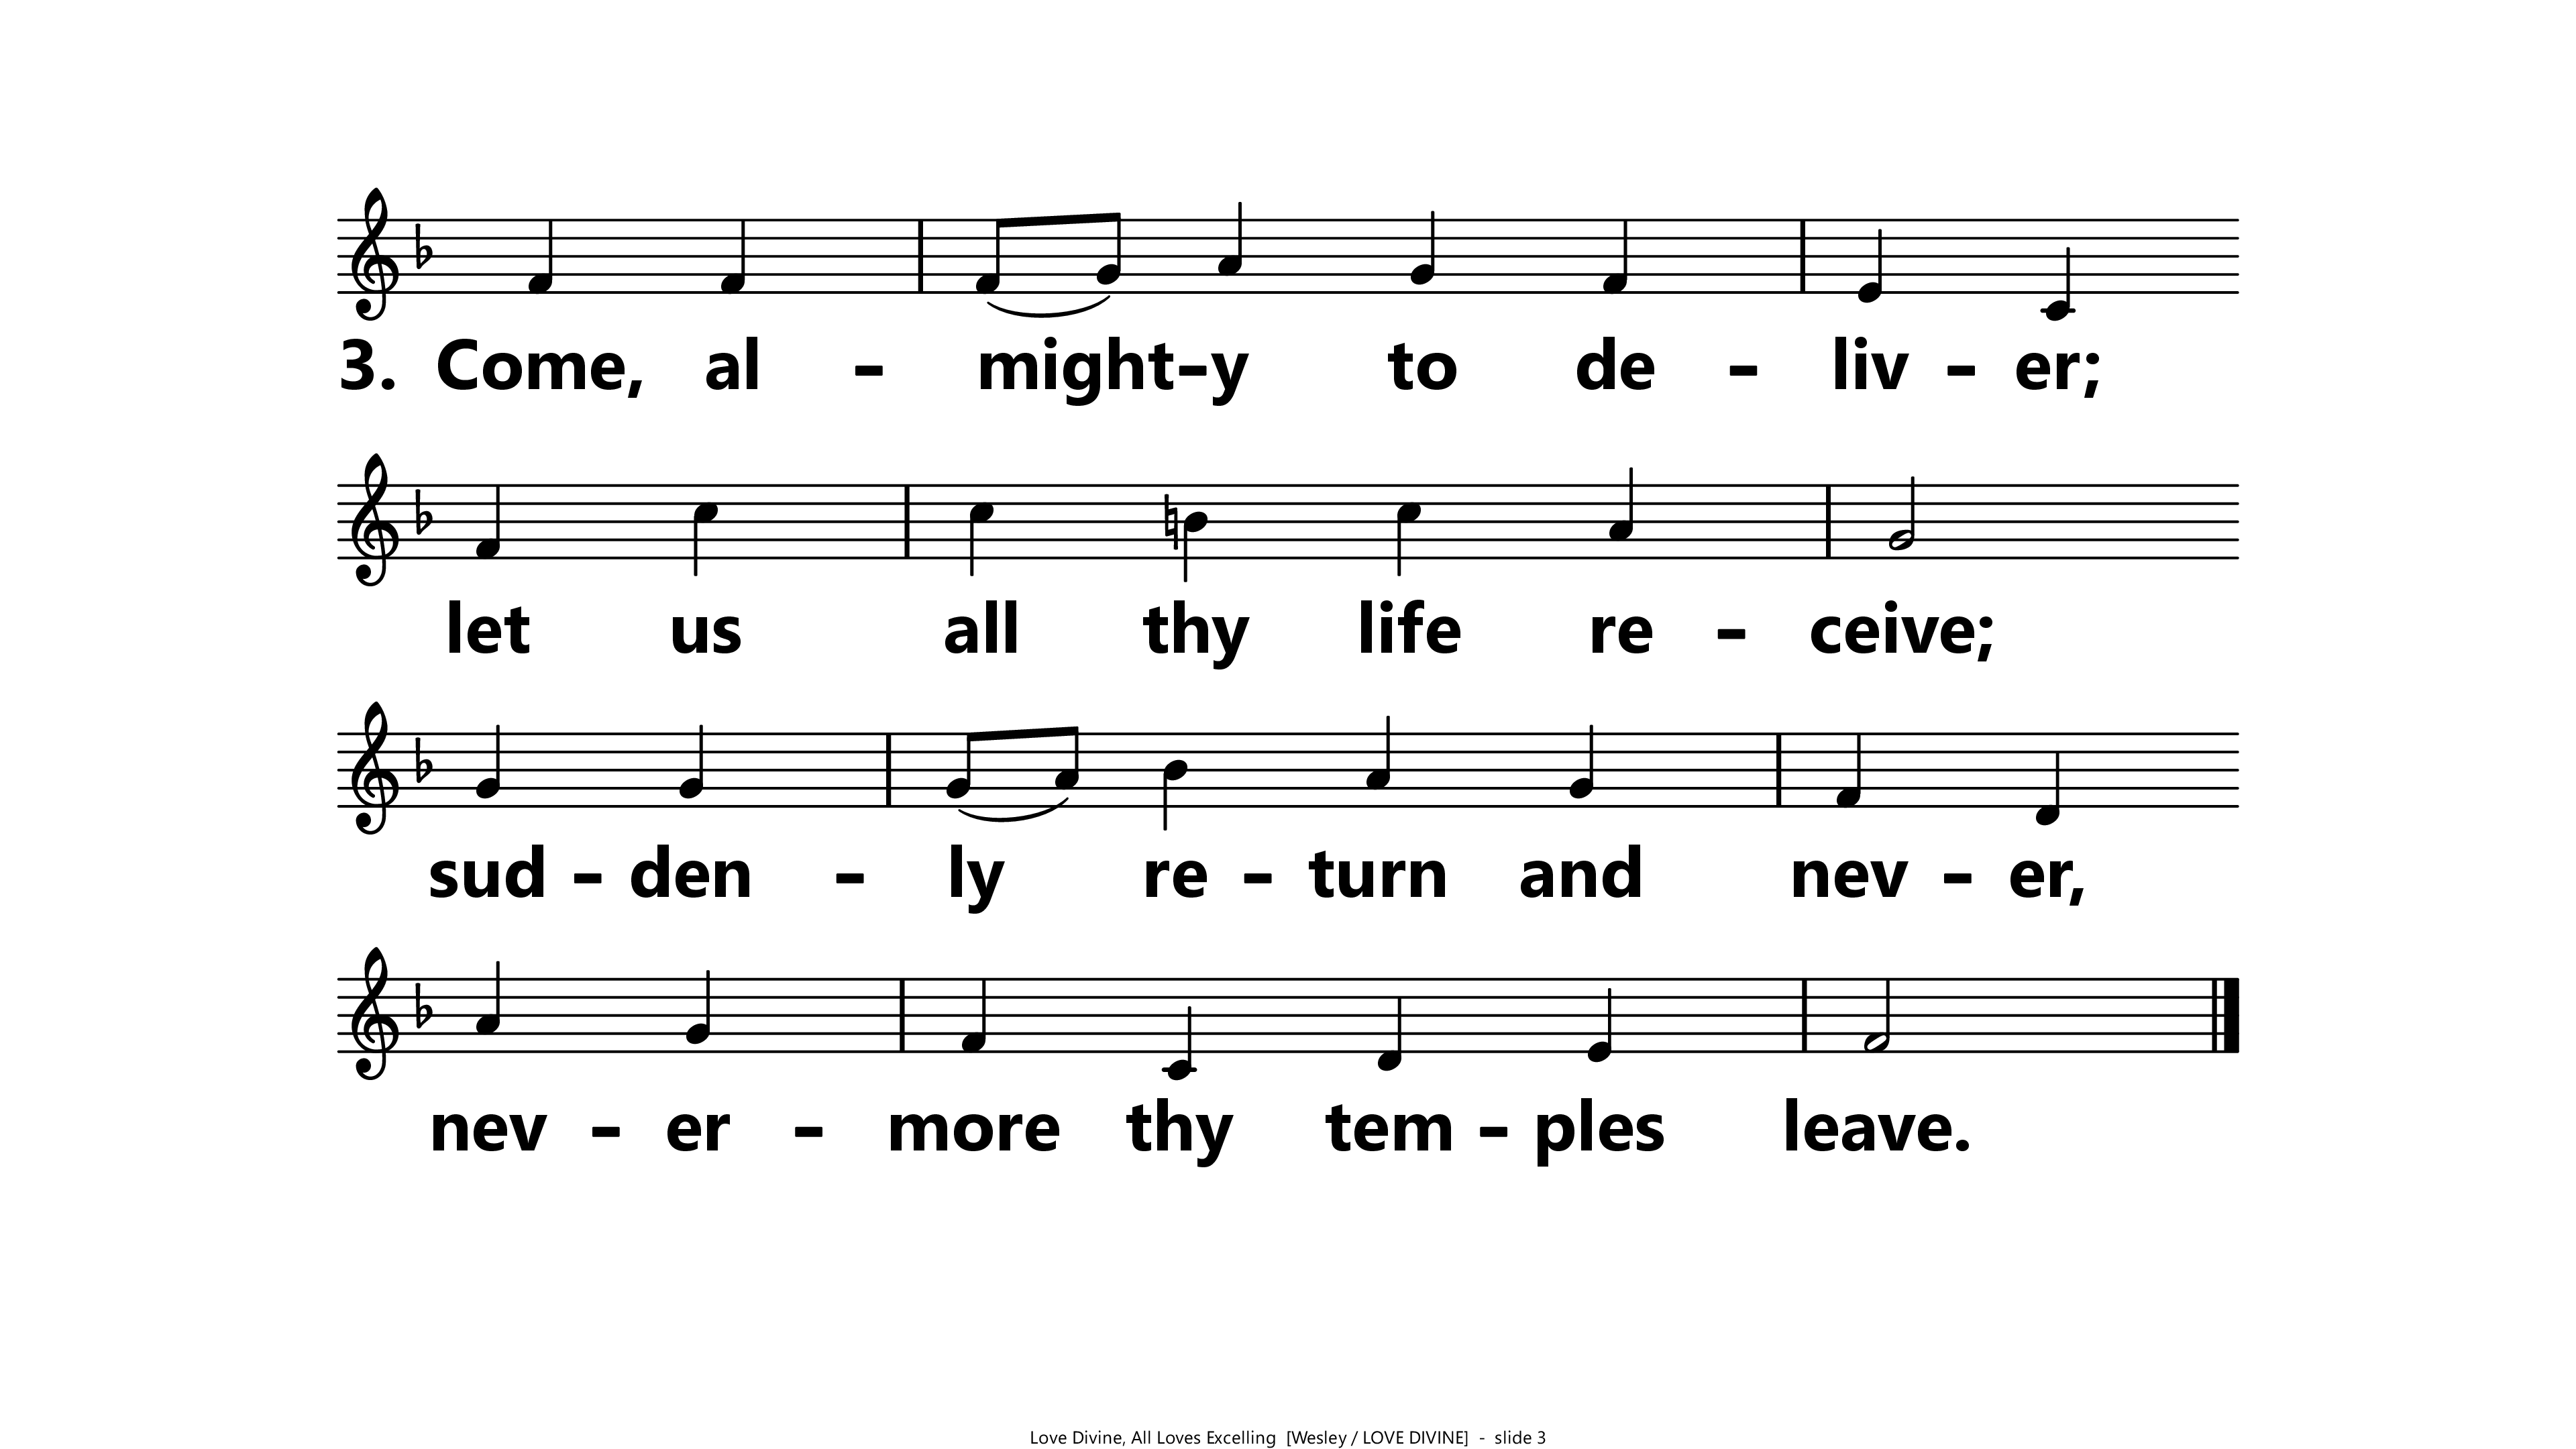 3. Come, al - might-y to de - liv - er;
let us all thy life re - ceive;
sud - den - ly re - turn and nev - er,
nev - er - more thy tem - ples leave.
Love Divine, All Loves Excelling [Wesley / LOVE DIVINE] - slide 3